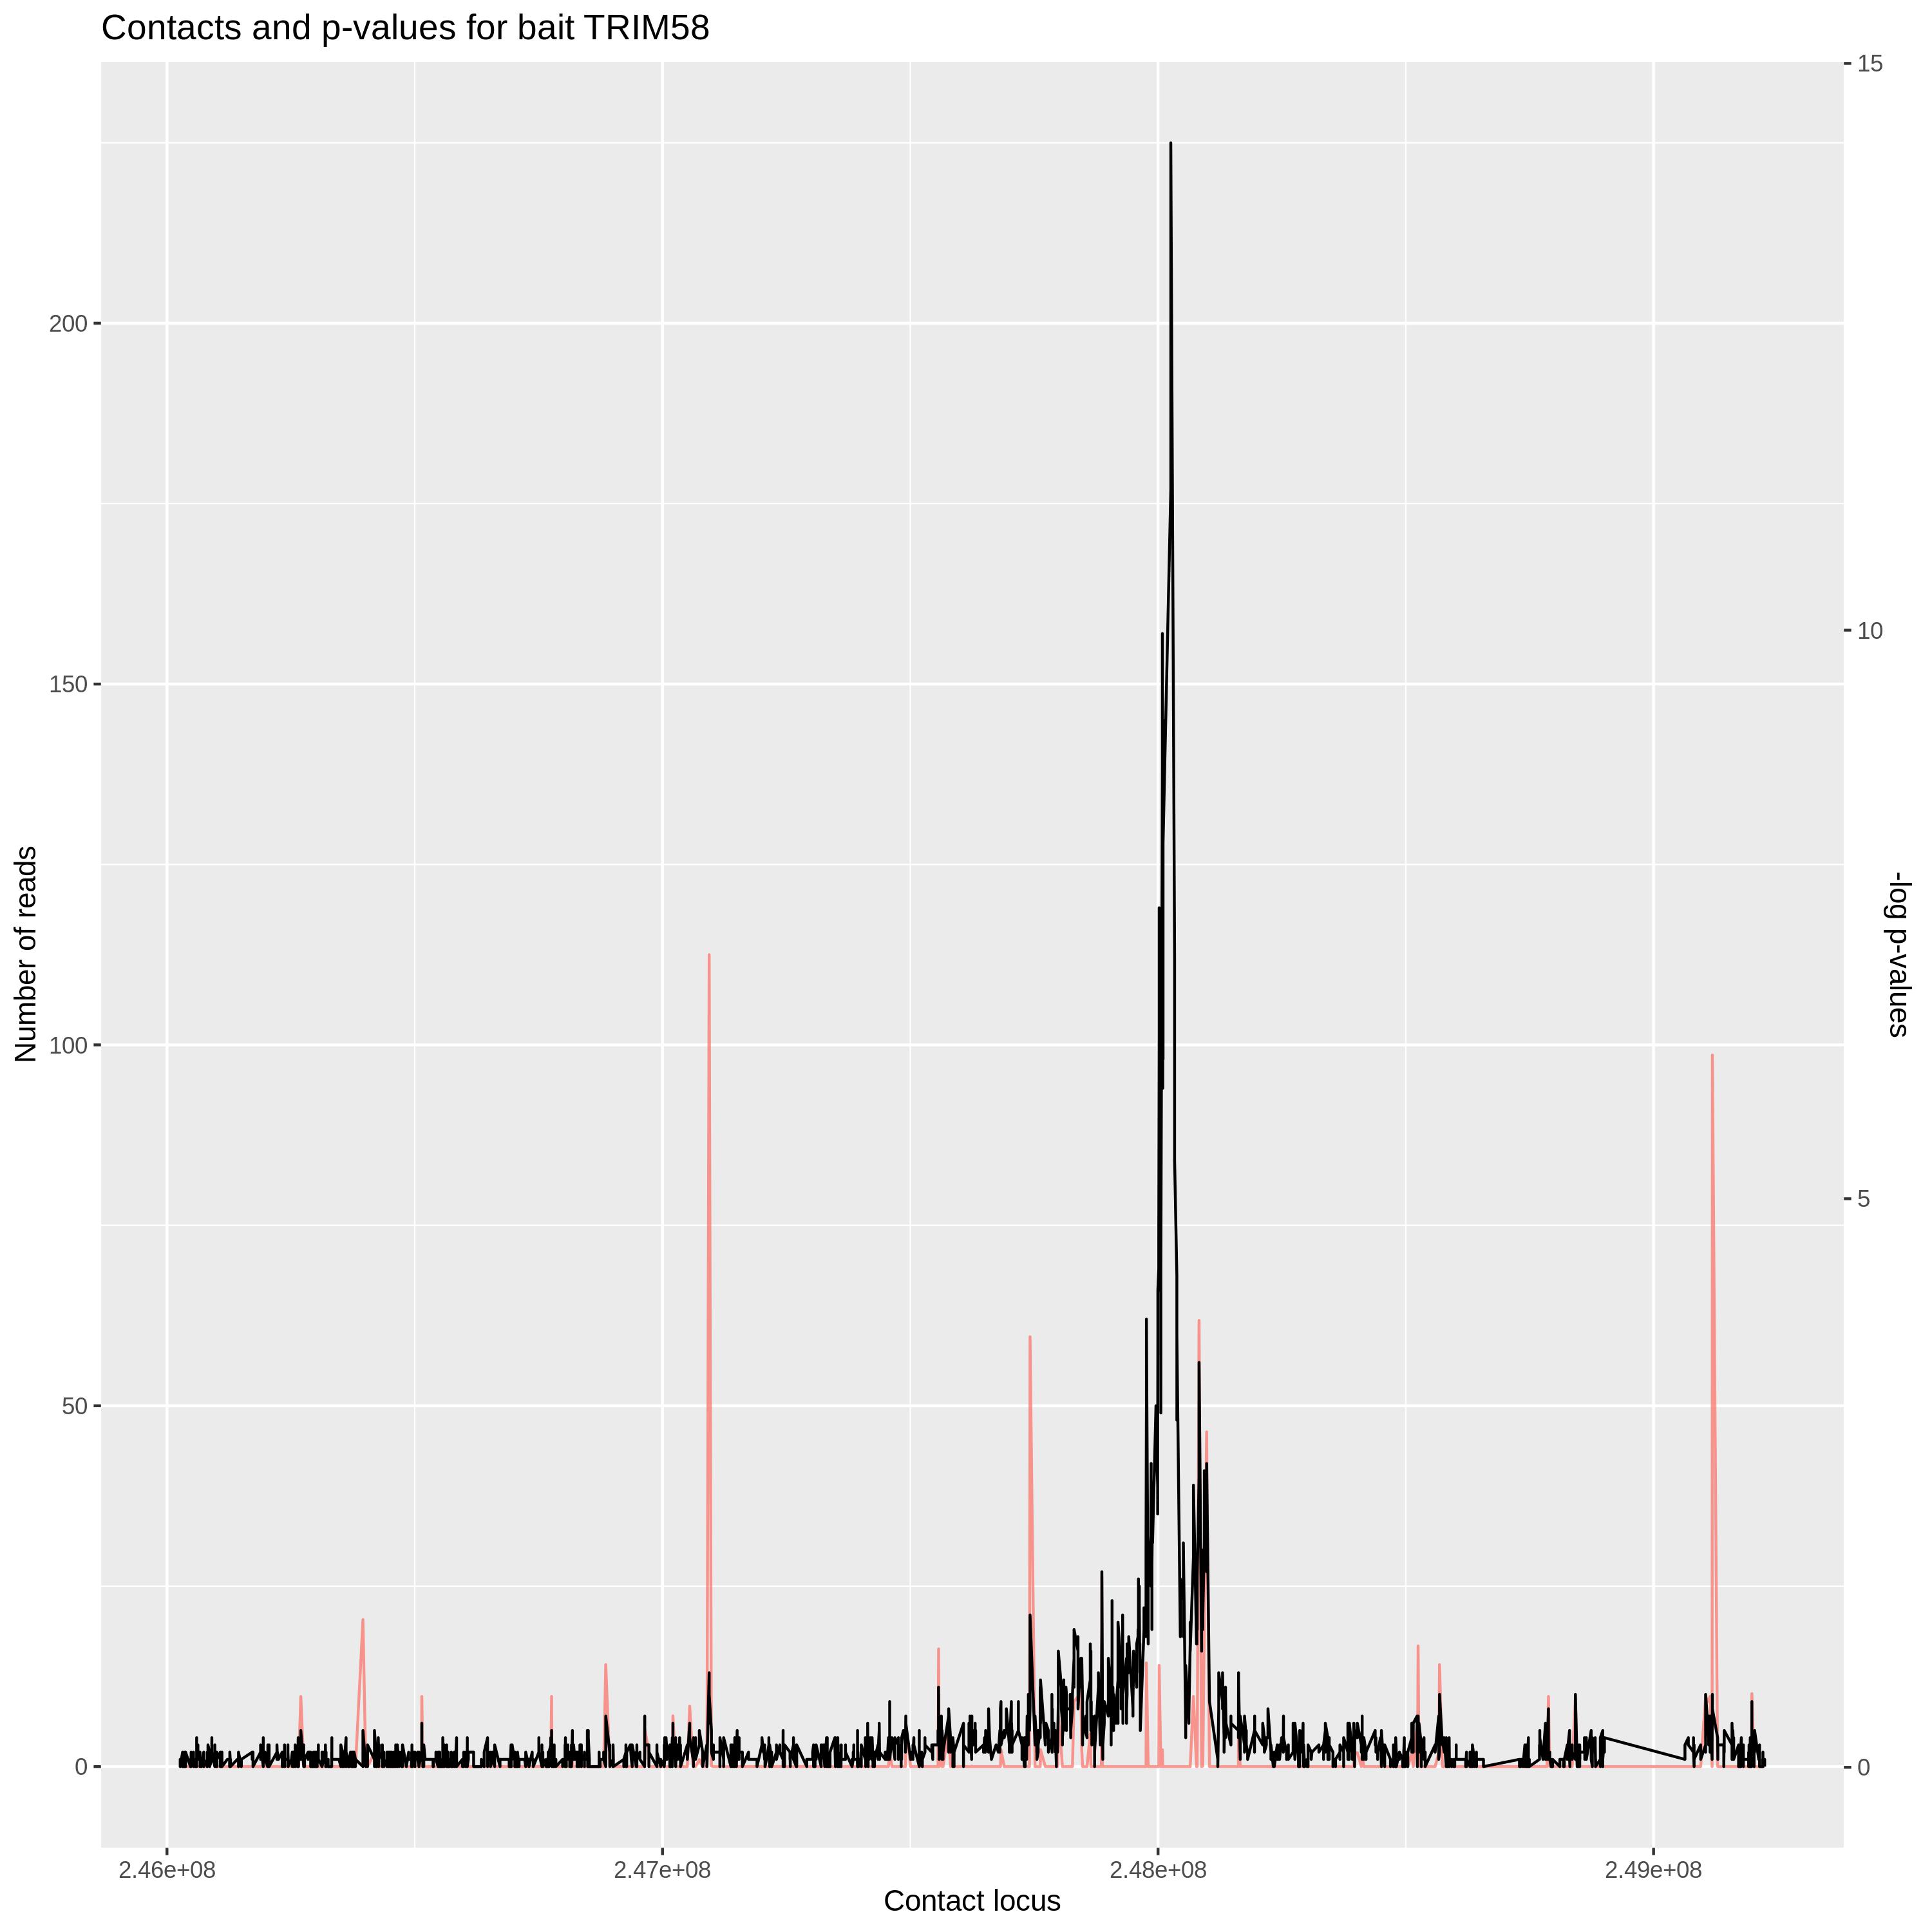 Contacts and p-values for bait TRIM58
15
200
150
10
Number of reads
-log p-values
100
5
50
0
0
2.46e+08
2.47e+08
2.48e+08
2.49e+08
Contact locus